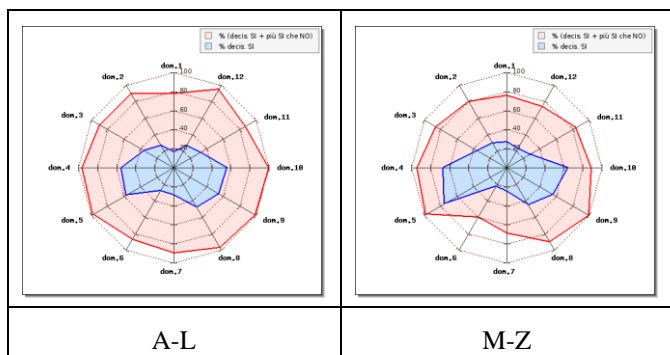 % (decis. SI + più SI che NO)
% decis. SI
dom.1
dom.2
dom.12
dom.3
dom.11
dom.4
dom.10
dom.5
dom.9
dom.6
dom.8
dom.7
100
80
60
40
20
A-L
% (decis. SI + più SI che NO)
% decis. SI
dom.1
dom.2
dom.12
dom.3
dom.11
dom.4
dom.10
dom.5
dom.9
dom.6
dom.8
dom.7
100
80
60
40
20
M-Z